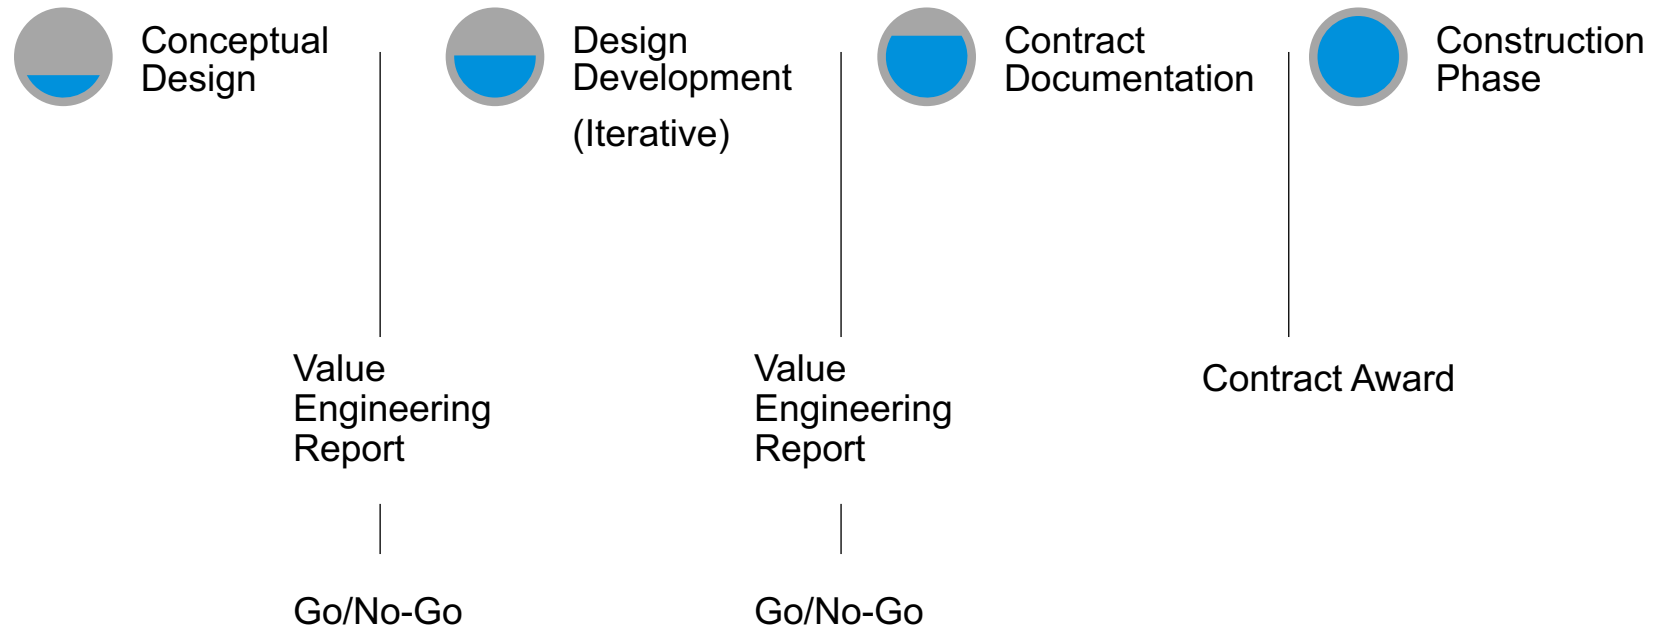 Conceptual
Design
Design
Development
(Iterative)
Contract
Documentation
Construction
Phase
Value
Engineering
Report
Value
Engineering
Report
Contract Award
Go/No-Go
Go/No-Go